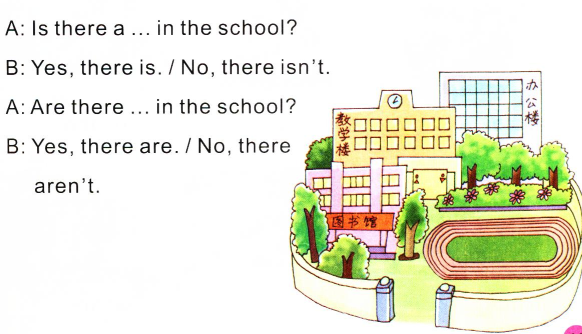 A: Is there a ... in the school?
B: Yes, there is. / No, there isn't.
A: Are there ... in the school?
B: Yes, there are. / No, there
aren't.
教学楼
办公楼
图书馆